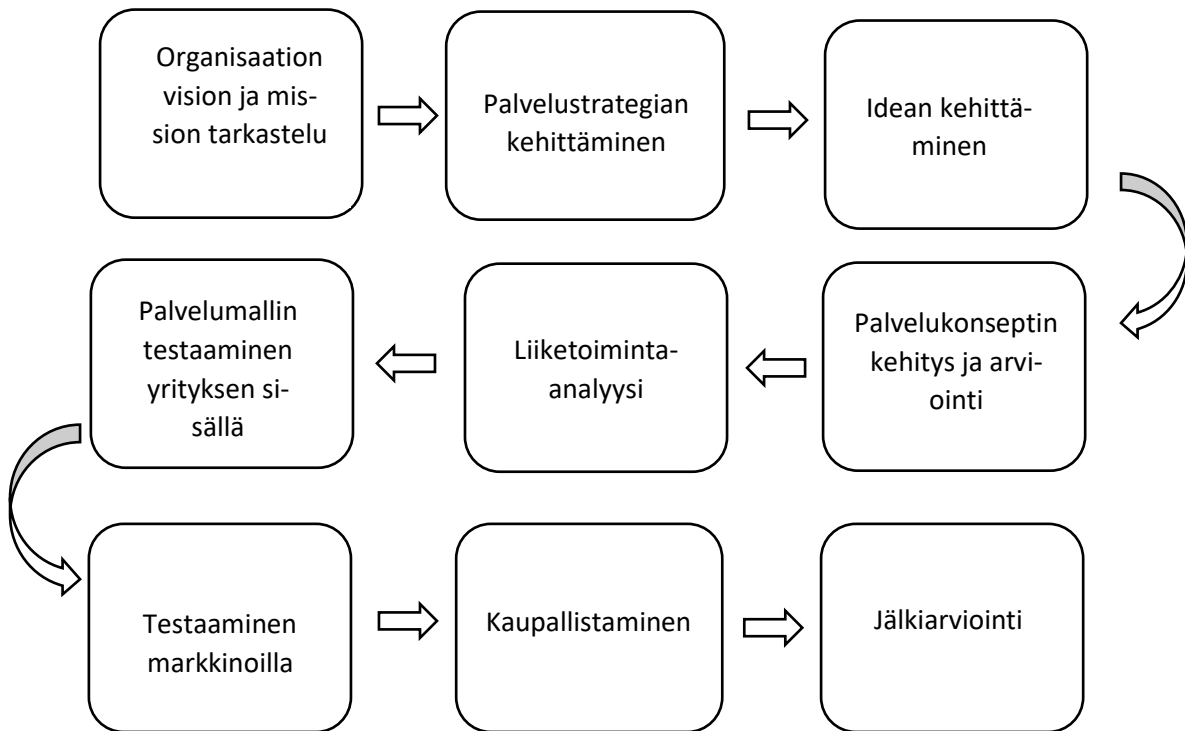 Organisaation
vision ja mis-
sion tarkastelu
Palvelustrategian
kehittäminen
Idean kehittä-
minen
Palvelukonseptin
kehitys ja arvi-
ointi
Liiketoiminta-
analyysi
Palvelumallin
testaaminen
yrityksen si-
sällä
Testaaminen
markkinoilla
Kaupallistaminen
Jälkiarviointi